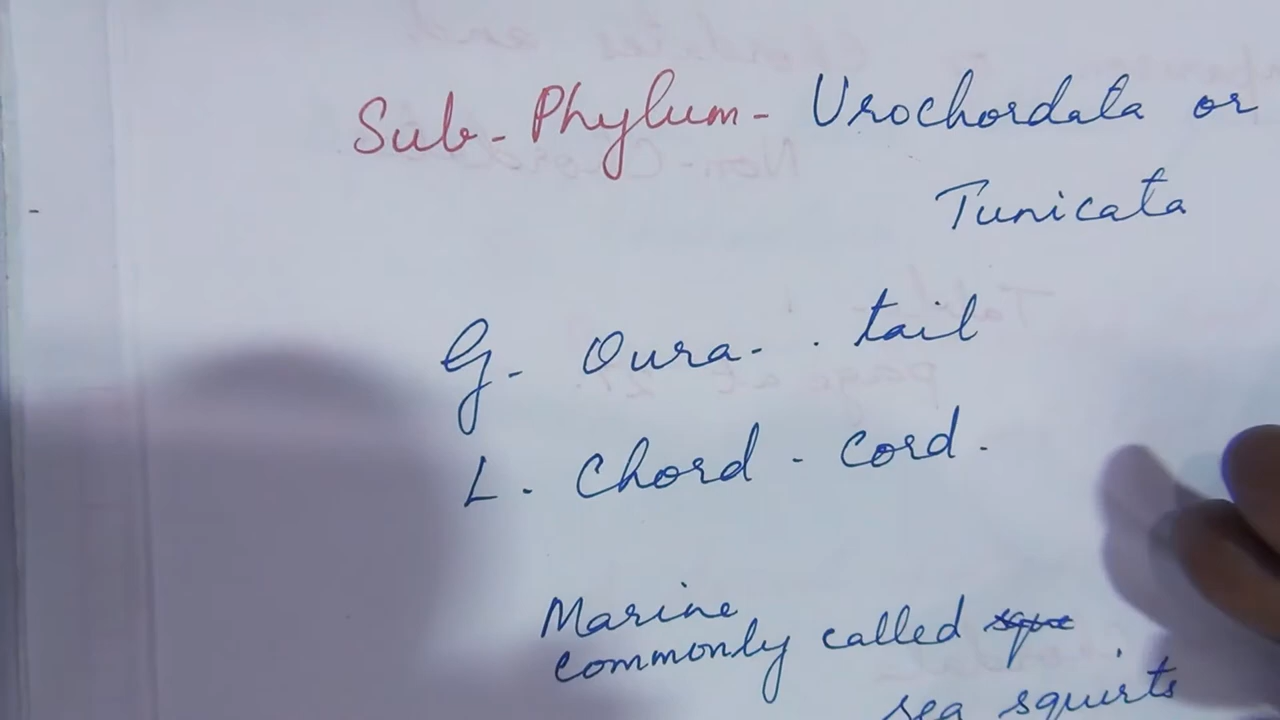 Sub-Phylum- Urochordata or
Tunicata
G. Oura- . tail
L. Chord - Cord.
Marine
commonly called
sea squirts